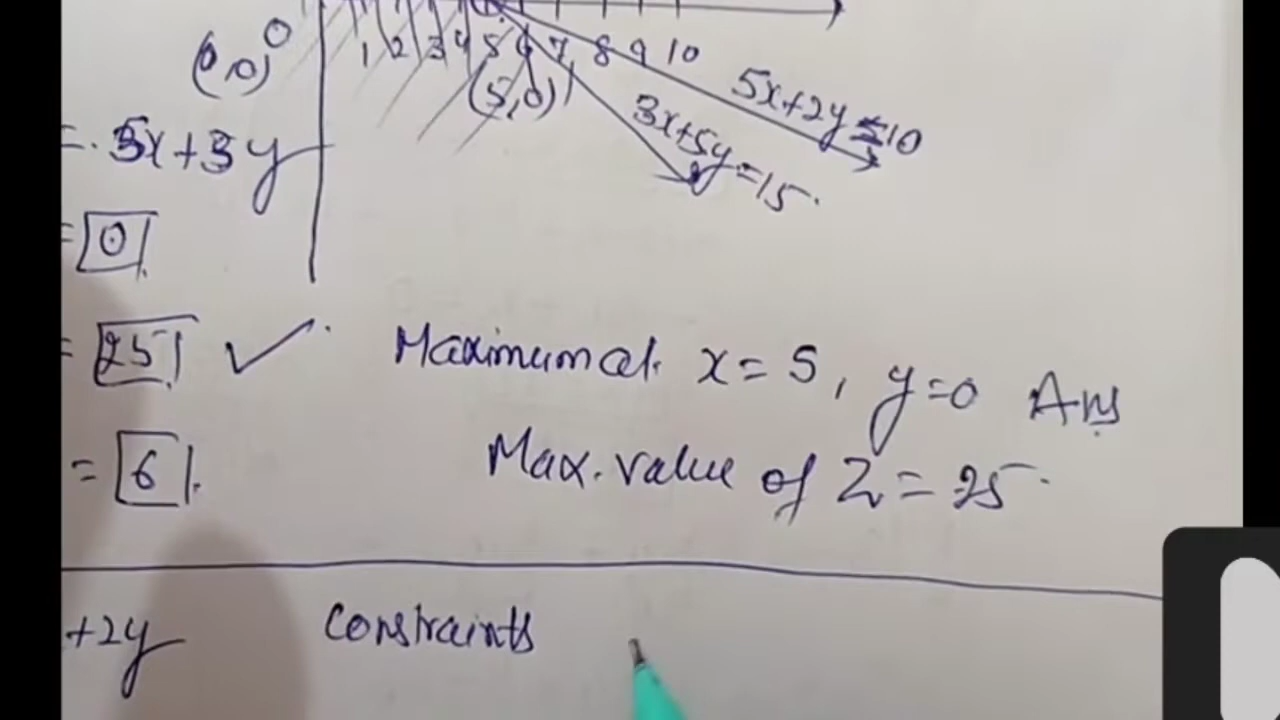 1 2 3 4 5 6 7 8 9 10
(0,0) 0
(5,0)
5x+2y=10
3x+5y=15
= 5x+3y
= 0
= 25 ✓ Maximum at x=5, y=0 Ans
= 6 Max. value of Z=25
+2y Constraints